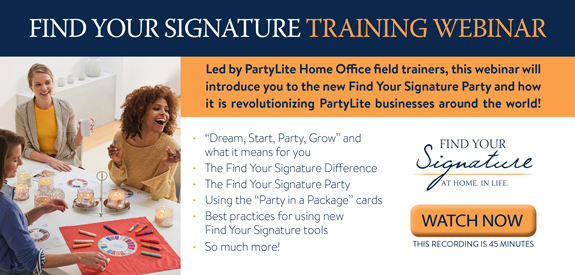 FIND YOUR SIGNATURE TRAINING WEBINAR
Led by PartyLite Home Office field trainers, this webinar will
introduce you to the new Find Your Signature Party and how
it is revolutionizing PartyLite businesses around the world!
• “Dream, Start, Party, Grow” and
what it means for you
• The Find Your Signature Difference
• The Find Your Signature Party
• Using the “Party in a Package” cards
• Best practices for using new
Find Your Signature tools
• So much more!
FIND YOUR
Signature
AT HOME. IN LIFE.
WATCH NOW
THIS RECORDING IS 45 MINUTES